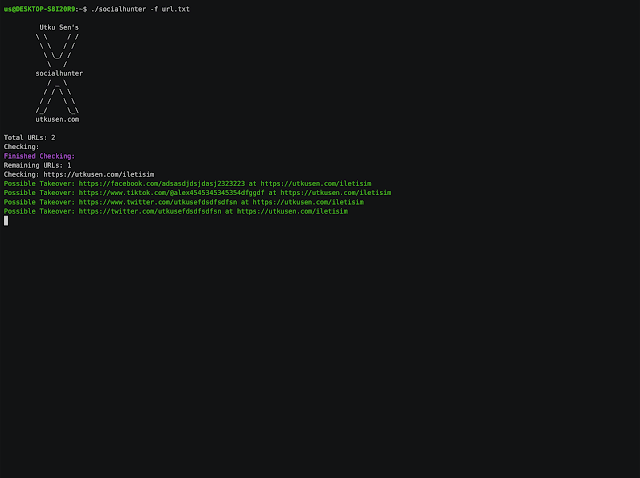 us@DESKTOP-S8I20R9:~$ ./socialhunter -f url.txt
Utku Sen's
socialhunter
utkusen.com
Total URLs: 2
Checking:
Finished Checking:
Remaining URLs: 1
Checking: https://utkusen.com/iletisim
Possible Takeover: https://facebook.com/adsasdjdsjdasj2323223 at https://utkusen.com/iletisim
Possible Takeover: https://www.tiktok.com/@alex4545345345354dfggdf at https://utkusen.com/iletisim
Possible Takeover: https://www.twitter.com/utkusefdsdfsdfsn at https://utkusen.com/iletisim
Possible Takeover: https://twitter.com/utkusefdsdfsdfsn at https://utkusen.com/iletisim